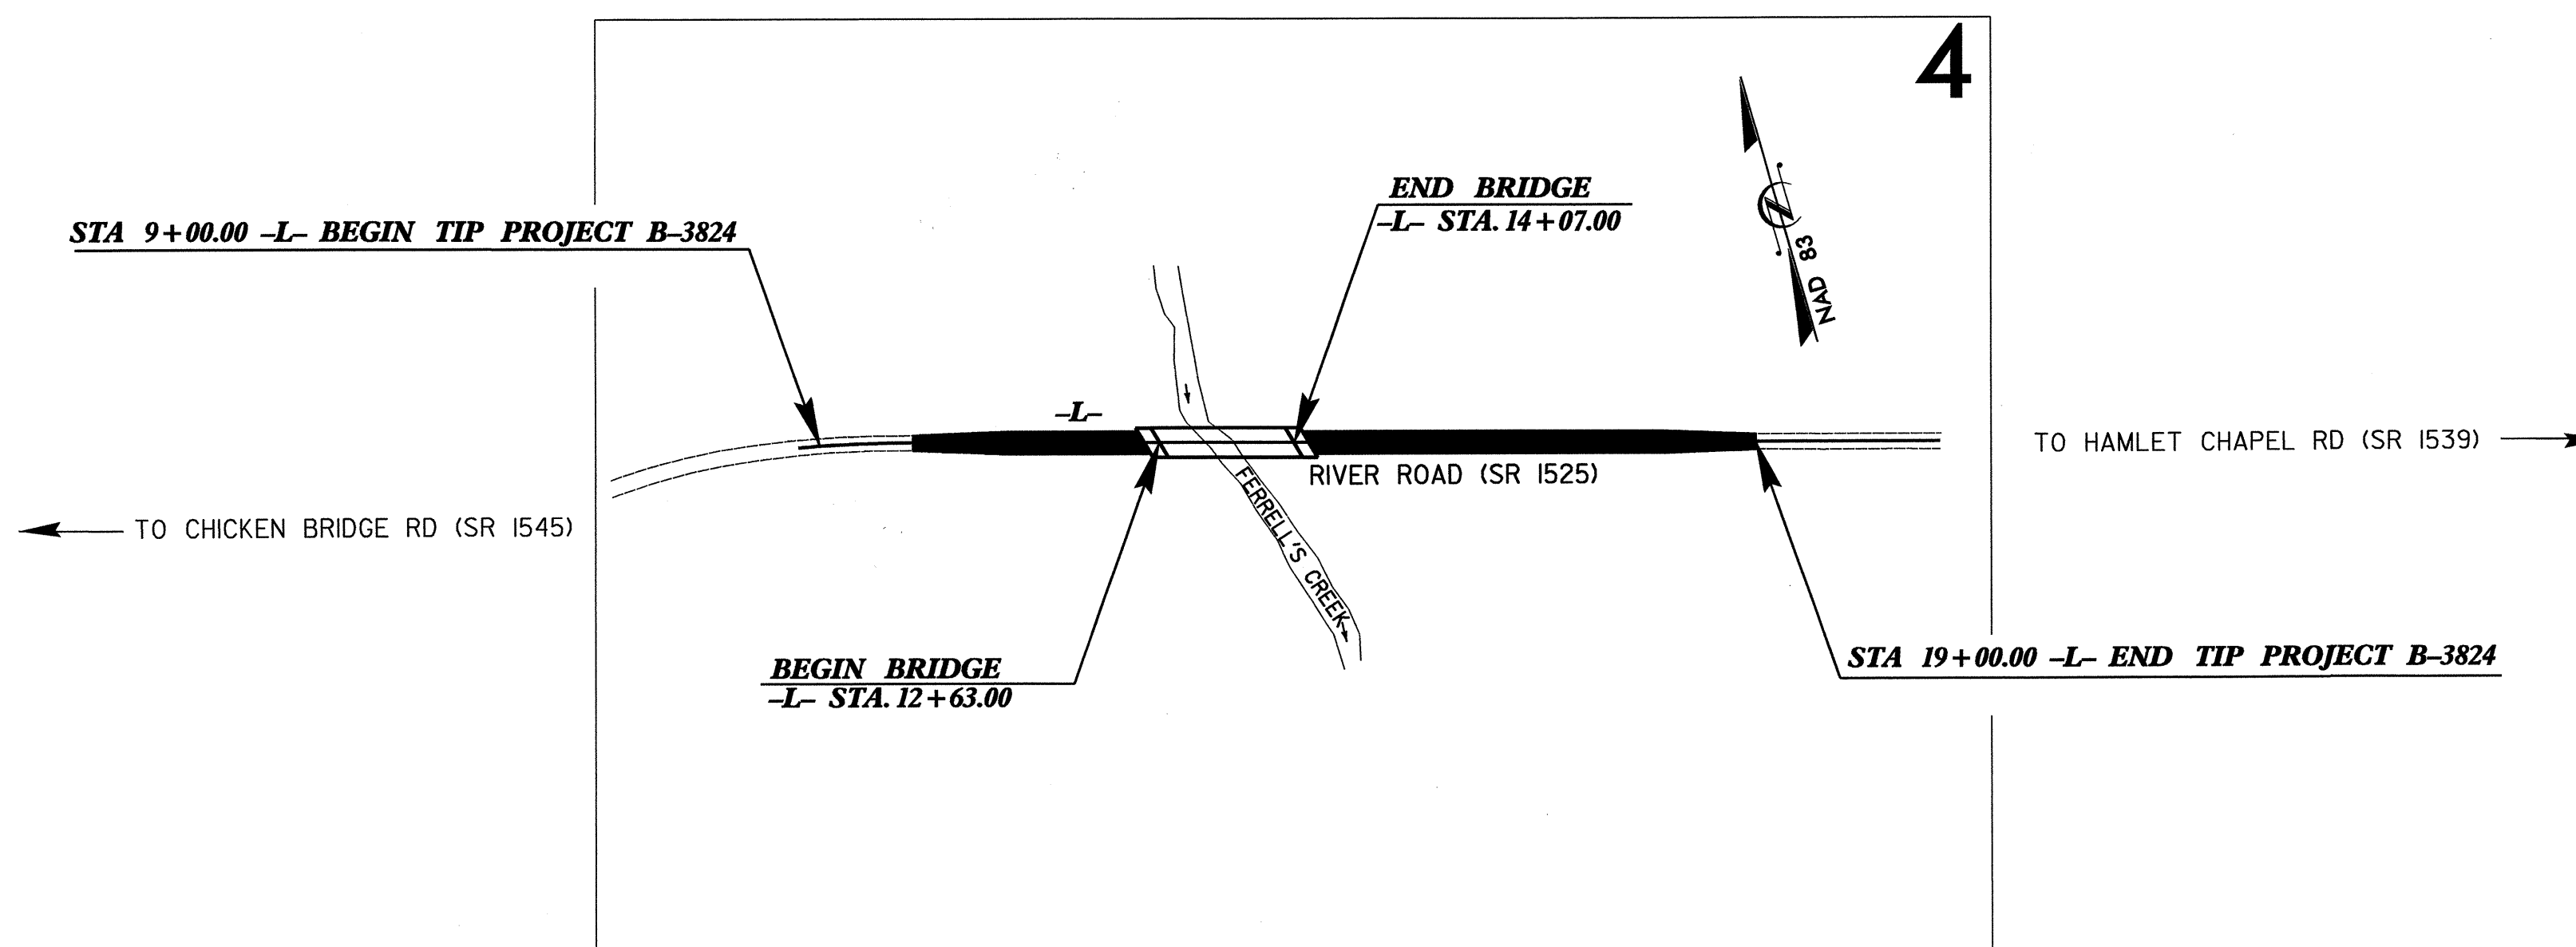 4
END BRIDGE
-L- STA. 14+07.00
STA 9+00.00 -L- BEGIN TIP PROJECT B-3824
NAD 83
-L-
TO HAMLET CHAPEL RD (SR 1539)
RIVER ROAD (SR 1525)
TO CHICKEN BRIDGE RD (SR 1545)
FERRELL'S CREEK
BEGIN BRIDGE
-L- STA. 12+63.00
STA 19+00.00 -L- END TIP PROJECT B-3824